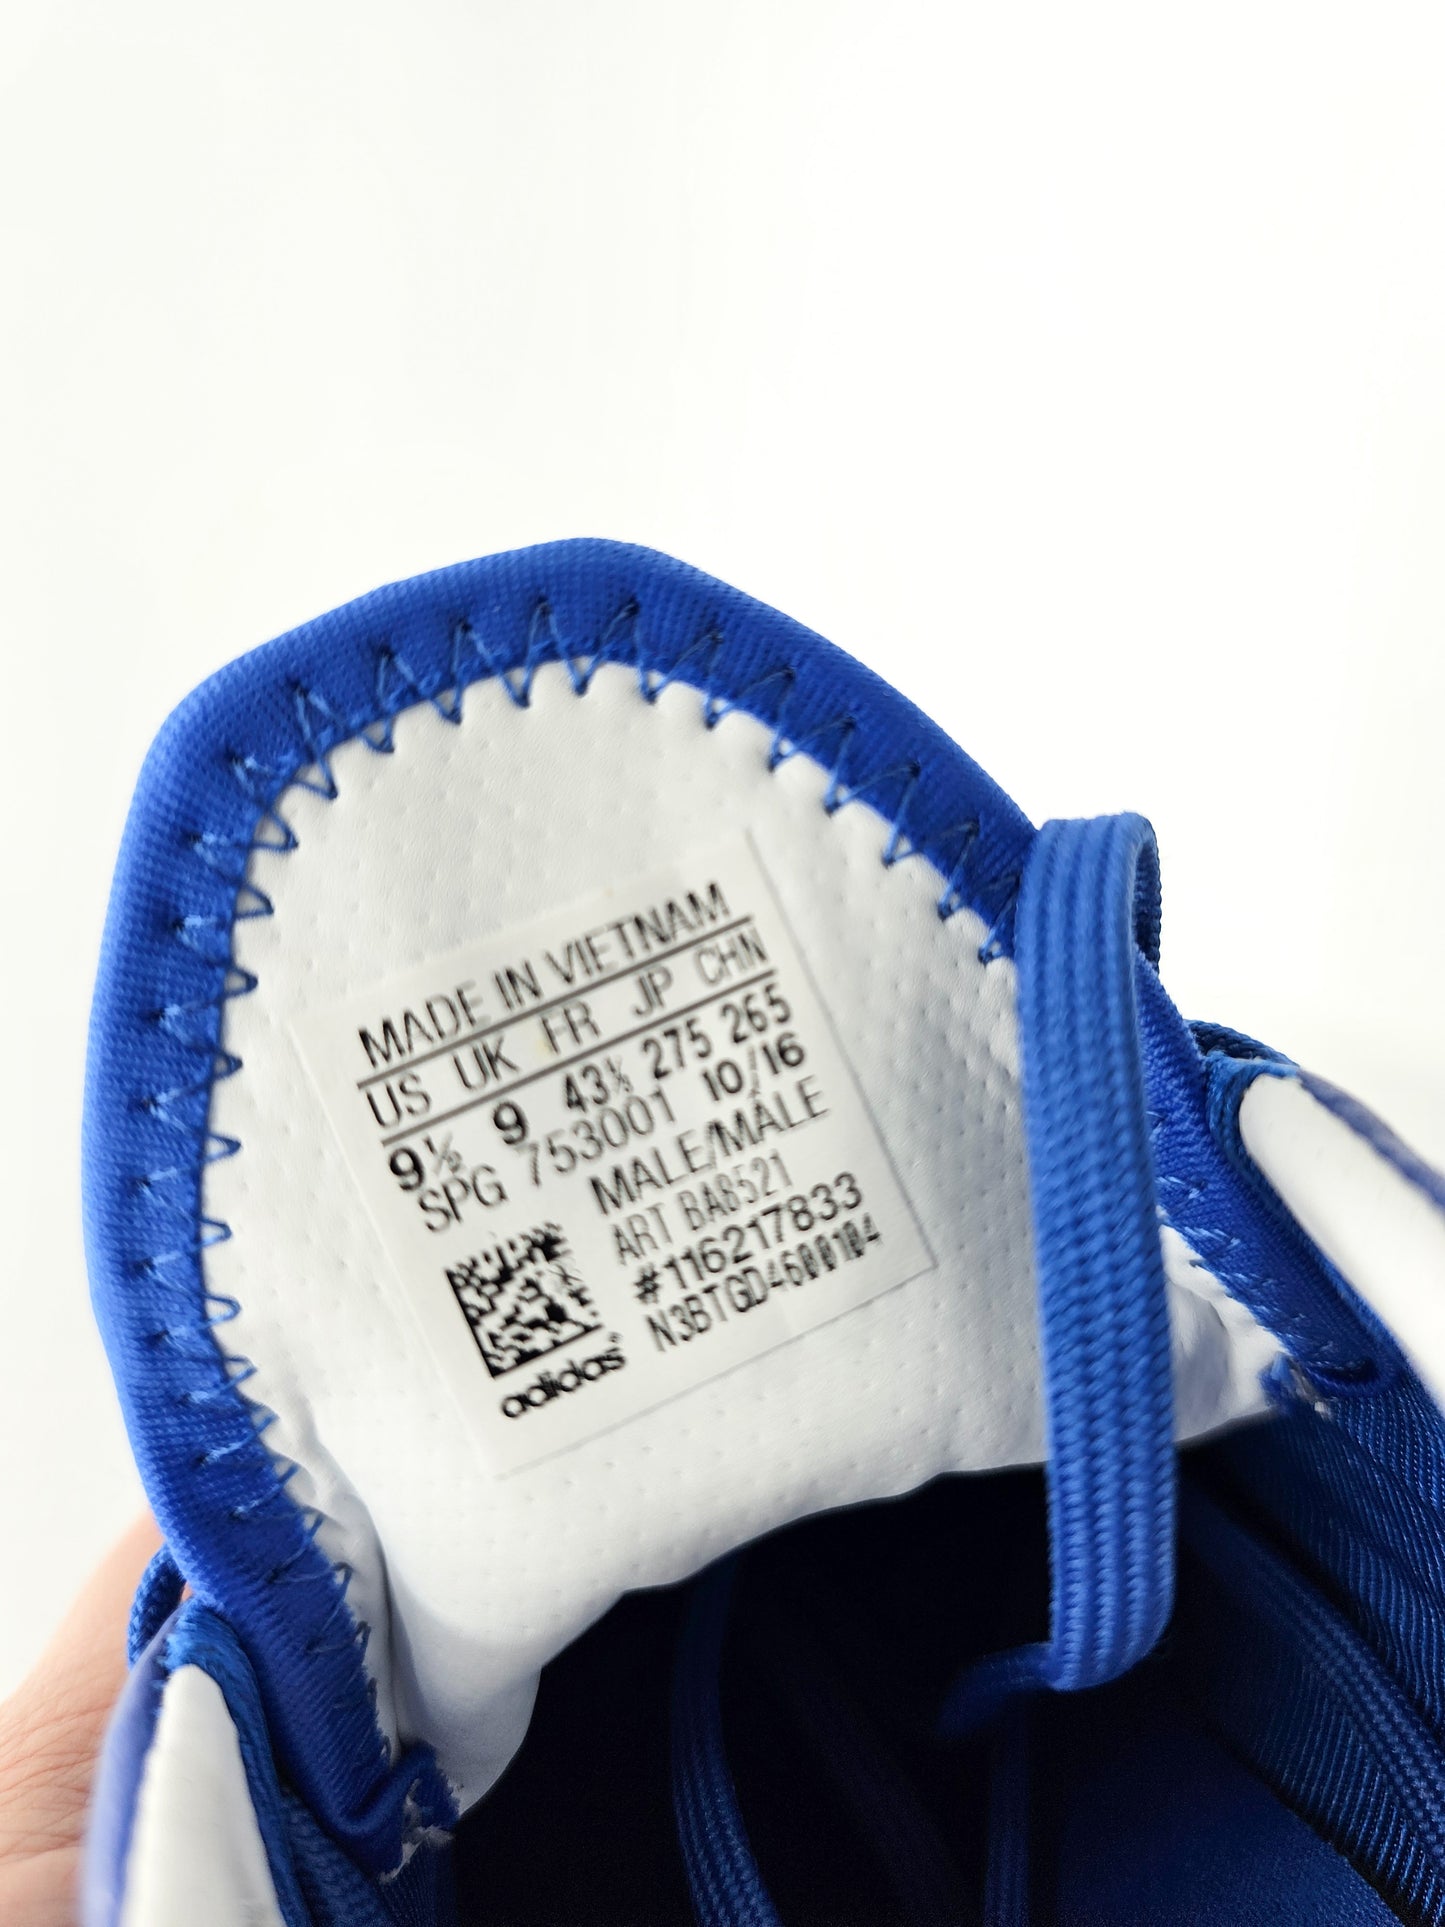 MADE IN VIETNAM
US UK FR JP CHN
9½ 9 43⅓ 275 265
SPG 753001 10/16
MALE/MÂLE
ART BA8521
#116217833
N3BTGD4600104
adidas®